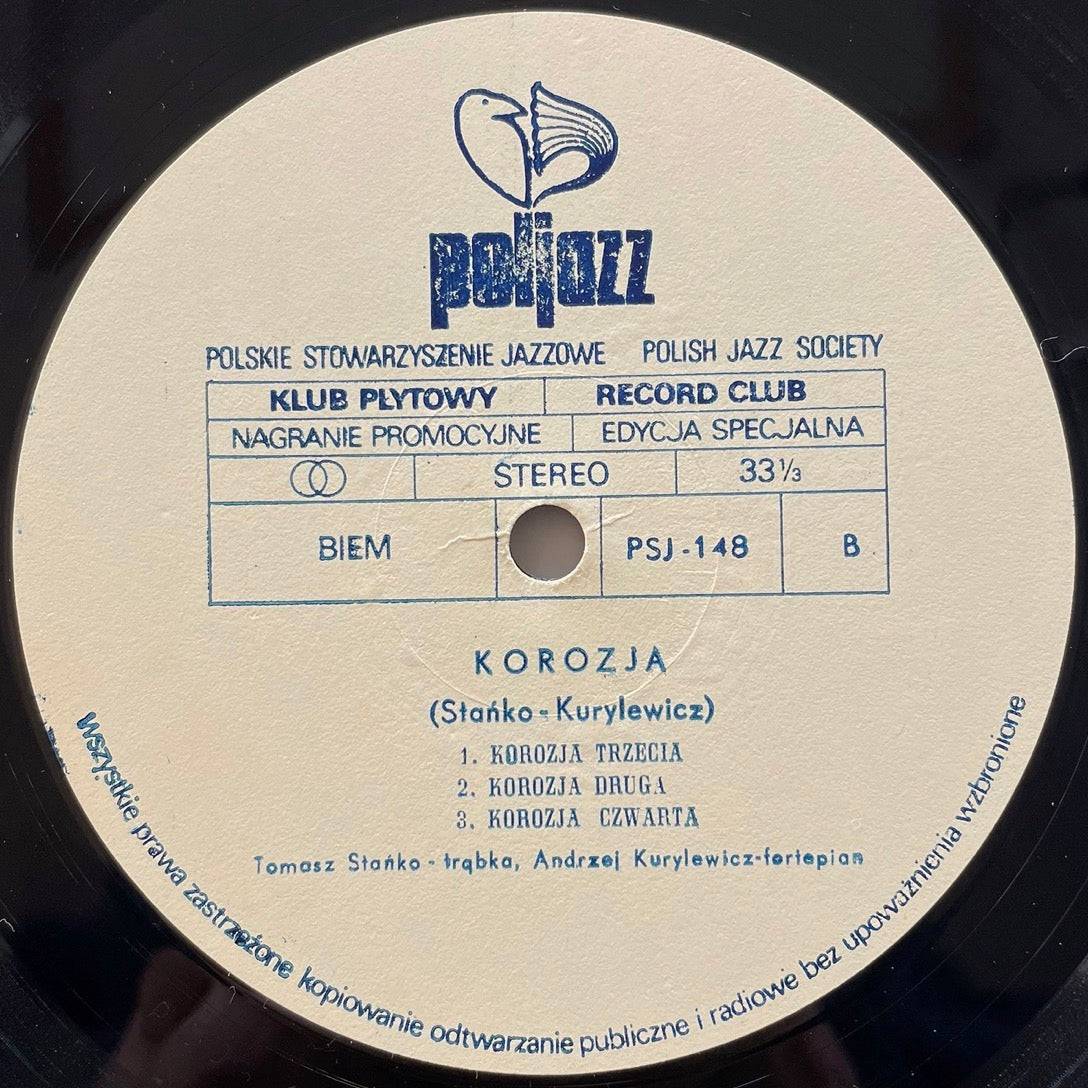 poljazz
POLSKIE STOWARZYSZENIE JAZZOWE POLISH JAZZ SOCIETY
KLUB PŁYTOWY RECORD CLUB
NAGRANIE PROMOCYJNE EDYCJA SPECJALNA
STEREO 33 1/3
BIEM PSJ-148 B
KOROZJA
(Stańko-Kurylewicz)
1. KOROZJA TRZECIA
2. KOROZJA DRUGA
3. KOROZJA CZWARTA
Tomasz Stańko - trąbka, Andrzej Kurylewicz-fortepian
Wszystkie prawa zastrzeżone kopiowanie odtwarzanie publiczne i radiowe bez upoważnienia wzbronione